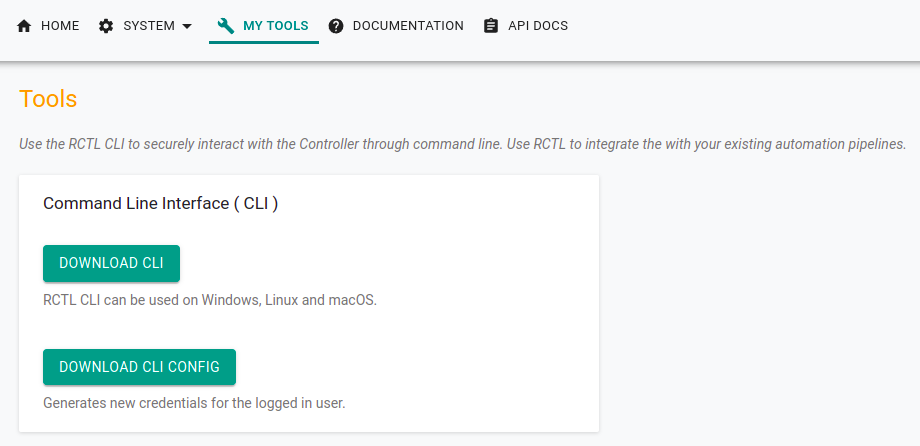 HOME SYSTEM MY TOOLS DOCUMENTATION API DOCS
Tools
Use the RCTL CLI to securely interact with the Controller through command line. Use RCTL to integrate the with your existing automation pipelines.
Command Line Interface ( CLI )
DOWNLOAD CLI
RCTL CLI can be used on Windows, Linux and macOS.
DOWNLOAD CLI CONFIG
Generates new credentials for the logged in user.